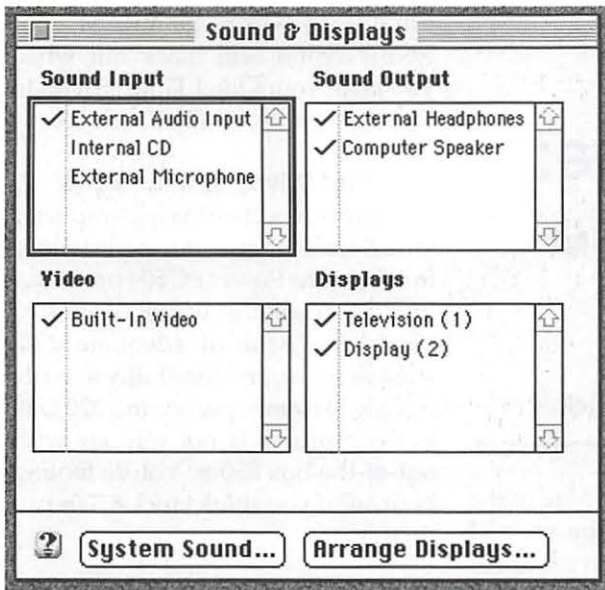 Sound & Displays
Sound Input
✓ External Audio Input
Internal CD
External Microphone
Sound Output
✓ External Headphones
✓ Computer Speaker
Video
✓ Built-In Video
Displays
✓ Television (1)
✓ Display (2)
?
System Sound...
Arrange Displays...